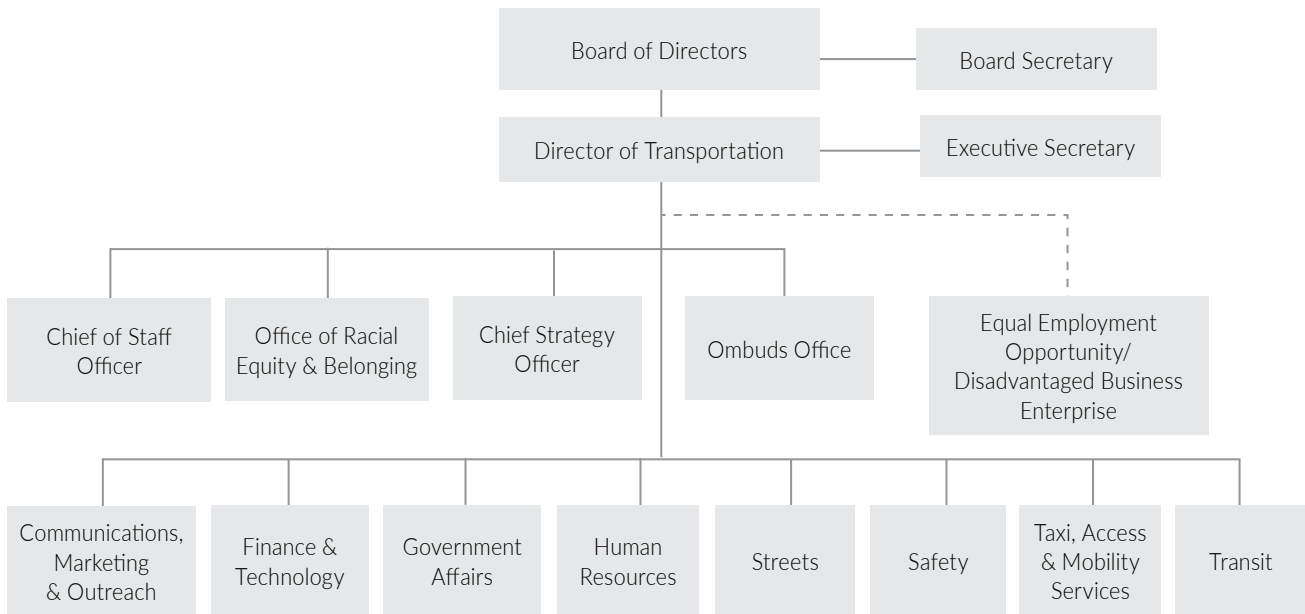 Board of Directors
Board Secretary
Director of Transportation
Executive Secretary
Chief of Staff
Officer
Office of Racial
Equity & Belonging
Chief Strategy
Officer
Ombuds Office
Equal Employment
Opportunity/
Disadvantaged Business
Enterprise
Communications,
Marketing
& Outreach
Finance &
Technology
Government
Affairs
Human
Resources
Streets
Safety
Taxi, Access
& Mobility
Services
Transit